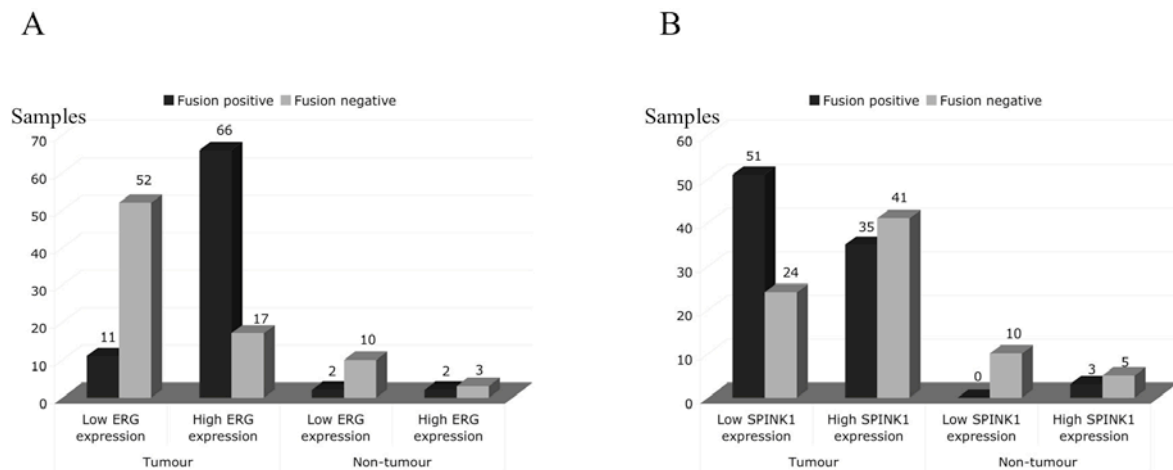 A
Fusion positive Fusion negative
Samples
70
60
50
40
30
20
10
0
11
52
66
17
2
10
2
3
Low ERG expression
High ERG expression
Low ERG expression
High ERG expression
Tumour
Non-tumour
B
Fusion positive Fusion negative
Samples
60
50
40
30
20
10
0
51
24
35
41
0
10
3
5
Low SPINK1 expression
High SPINK1 expression
Low SPINK1 expression
High SPINK1 expression
Tumour
Non-tumour